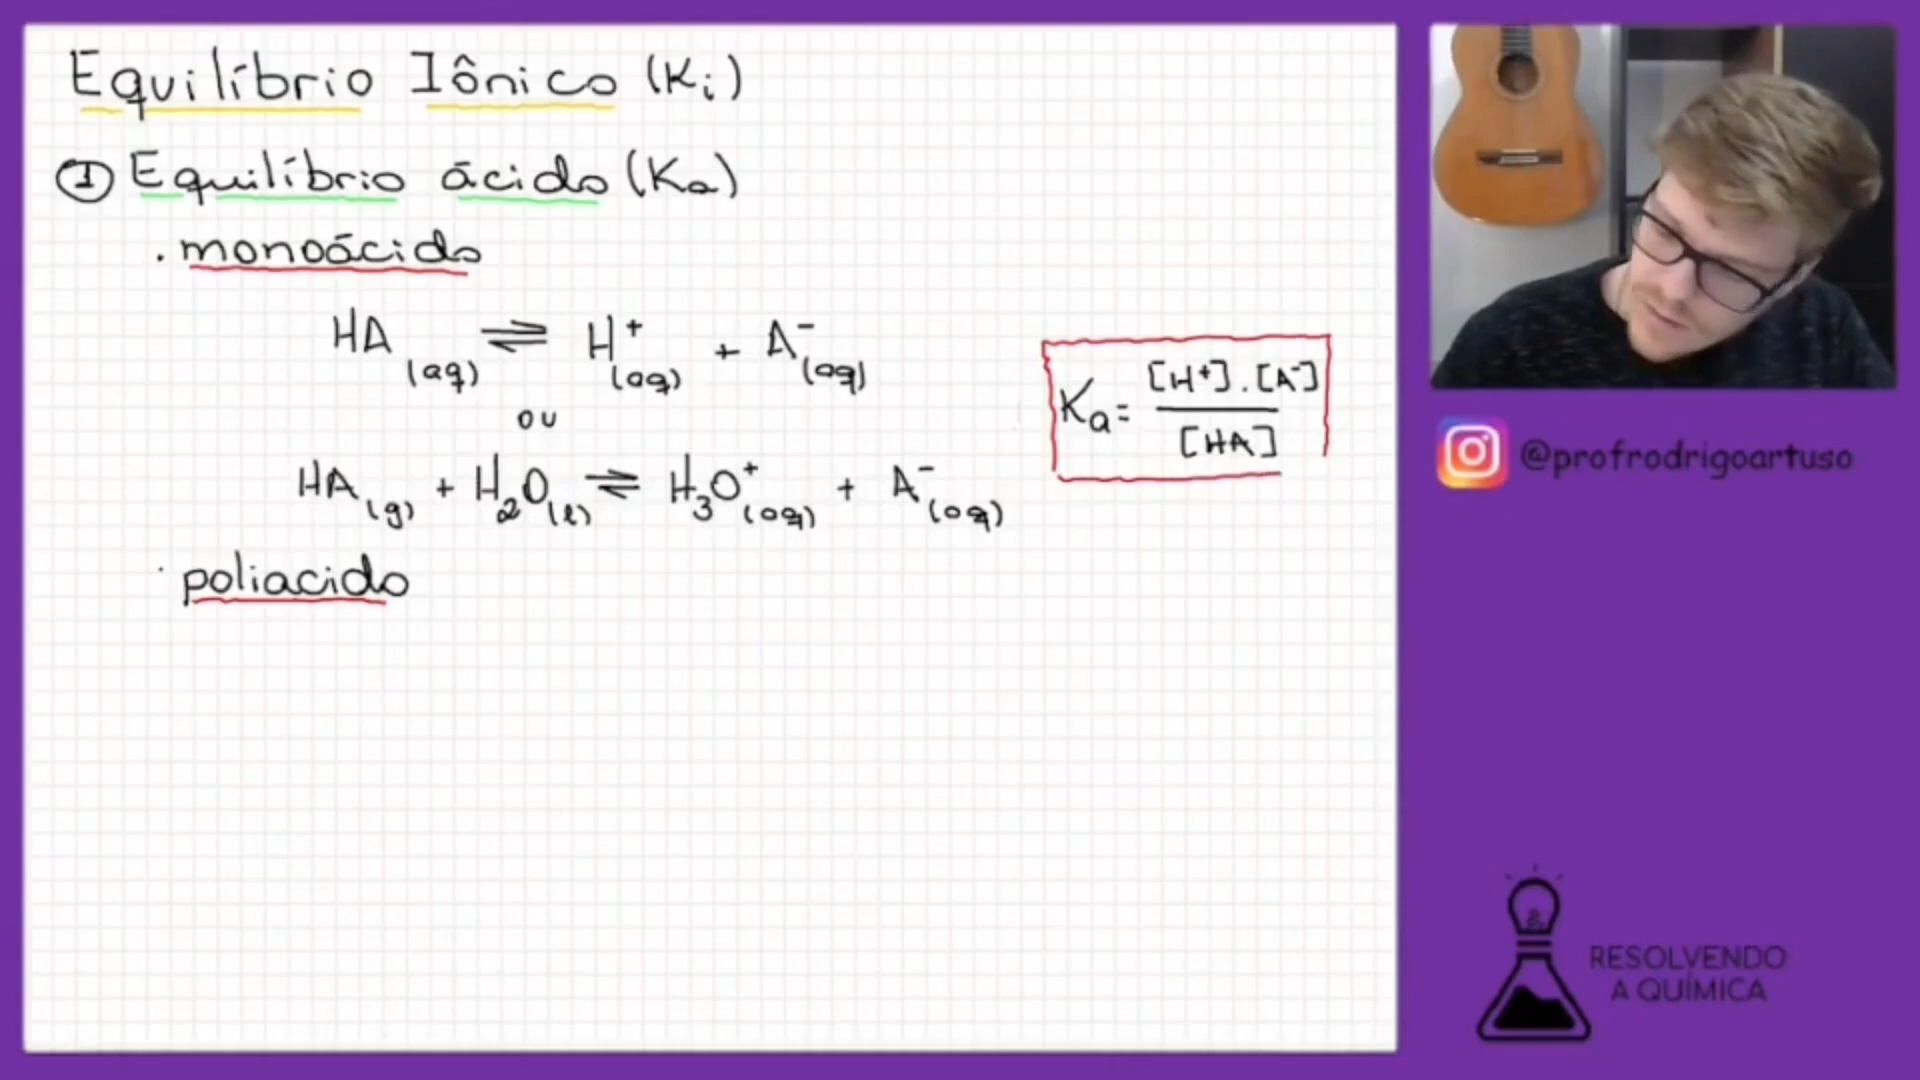 Equilíbrio Iônico (Ki)
① Equilíbrio ácido (Ka)
. monoácido
HA (aq) ⇌ H⁺ (aq) + A⁻ (aq)
ou
HA (g) + H₂O (l) ⇌ H₃O⁺ (aq) + A⁻ (aq)
Ka = [H⁺] . [A⁻] / [HA]
· poliacido
@profrodrigoartuso
RESOLVENDO
A QUÍMICA